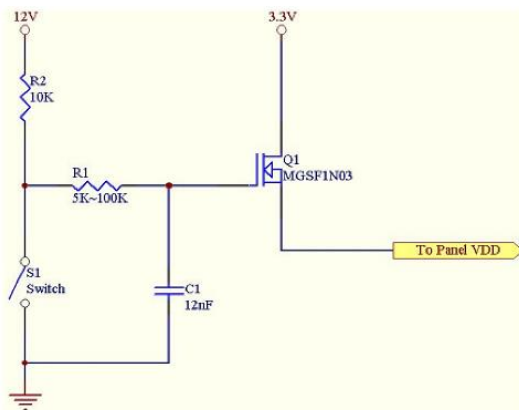 12V
3.3V
R2
10K
R1
5K~100K
Q1
MGSF1N03
To Panel VDD
S1
Switch
C1
12nF